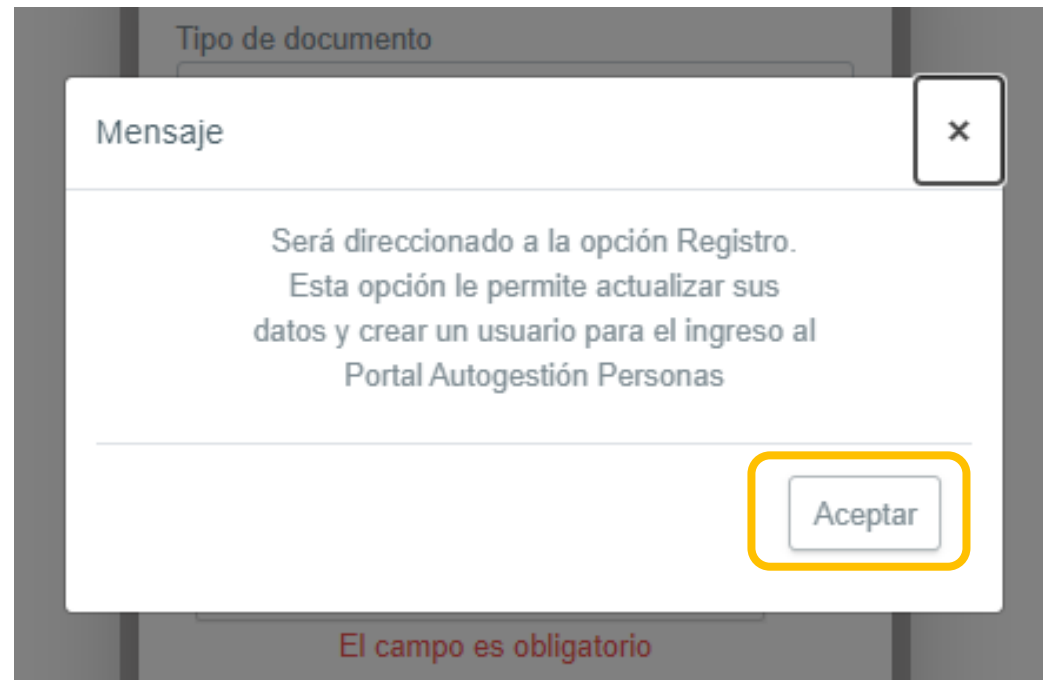 Tipo de documento
Mensaje
×
Será direccionado a la opción Registro.
Esta opción le permite actualizar sus
datos y crear un usuario para el ingreso al
Portal Autogestión Personas
Aceptar
El campo es obligatorio